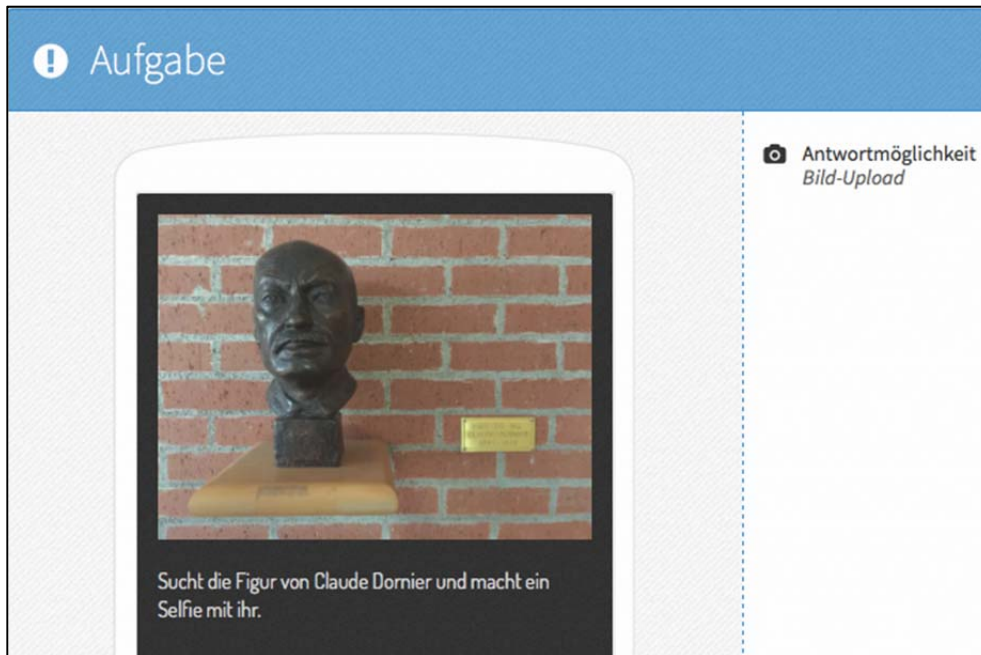 Aufgabe
Antwortmöglichkeit
Bild-Upload
Sucht die Figur von Claude Dornier und macht ein
Selfie mit ihr.